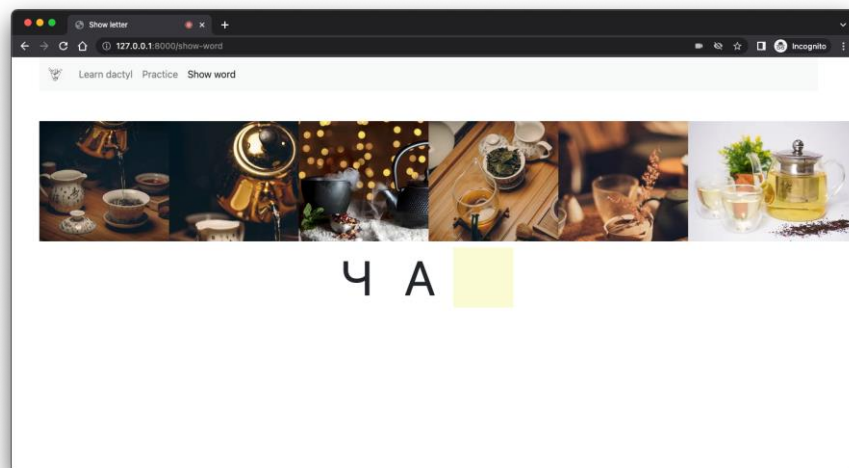 Show letter
127.0.0.1:8000/show-word
Incognito
Learn dactyl Practice Show word
Ч А